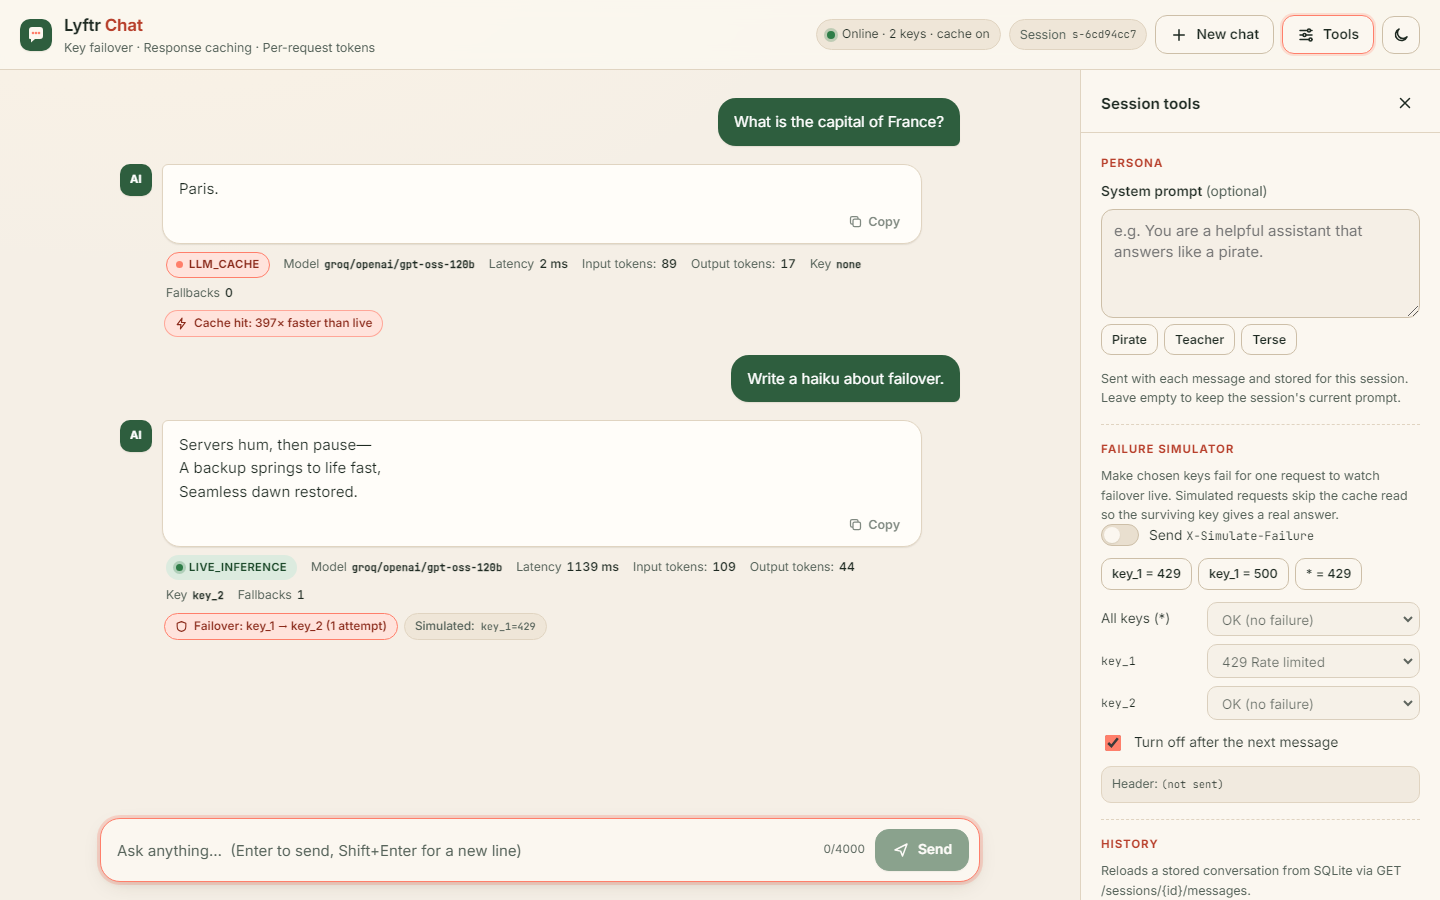 Lyftr Chat
Key failover · Response caching · Per-request tokens
Online · 2 keys · cache on
Session s-6cd94cc7
New chat
Tools
What is the capital of France?
AI
Paris.
Copy
LLM_CACHE Model groq/openai/gpt-oss-120b Latency 2 ms Input tokens: 89 Output tokens: 17 Key none
Fallbacks 0
Cache hit: 397× faster than live
Write a haiku about failover.
AI
Servers hum, then pause—
A backup springs to life fast,
Seamless dawn restored.
Copy
LIVE_INFERENCE Model groq/openai/gpt-oss-120b Latency 1139 ms Input tokens: 109 Output tokens: 44
Key key_2 Fallbacks 1
Failover: key_1 → key_2 (1 attempt) Simulated: key_1=429
Ask anything... (Enter to send, Shift+Enter for a new line)
0/4000
Send
Session tools
PERSONA
System prompt (optional)
e.g. You are a helpful assistant that
answers like a pirate.
Pirate Teacher Terse
Sent with each message and stored for this session.
Leave empty to keep the session's current prompt.
FAILURE SIMULATOR
Make chosen keys fail for one request to watch
failover live. Simulated requests skip the cache read
so the surviving key gives a real answer.
Send X-Simulate-Failure
key_1 = 429 key_1 = 500 * = 429
All keys (*) OK (no failure)
key_1 429 Rate limited
key_2 OK (no failure)
Turn off after the next message
Header: (not sent)
HISTORY
Reloads a stored conversation from SQLite via GET
/sessions/{id}/messages.